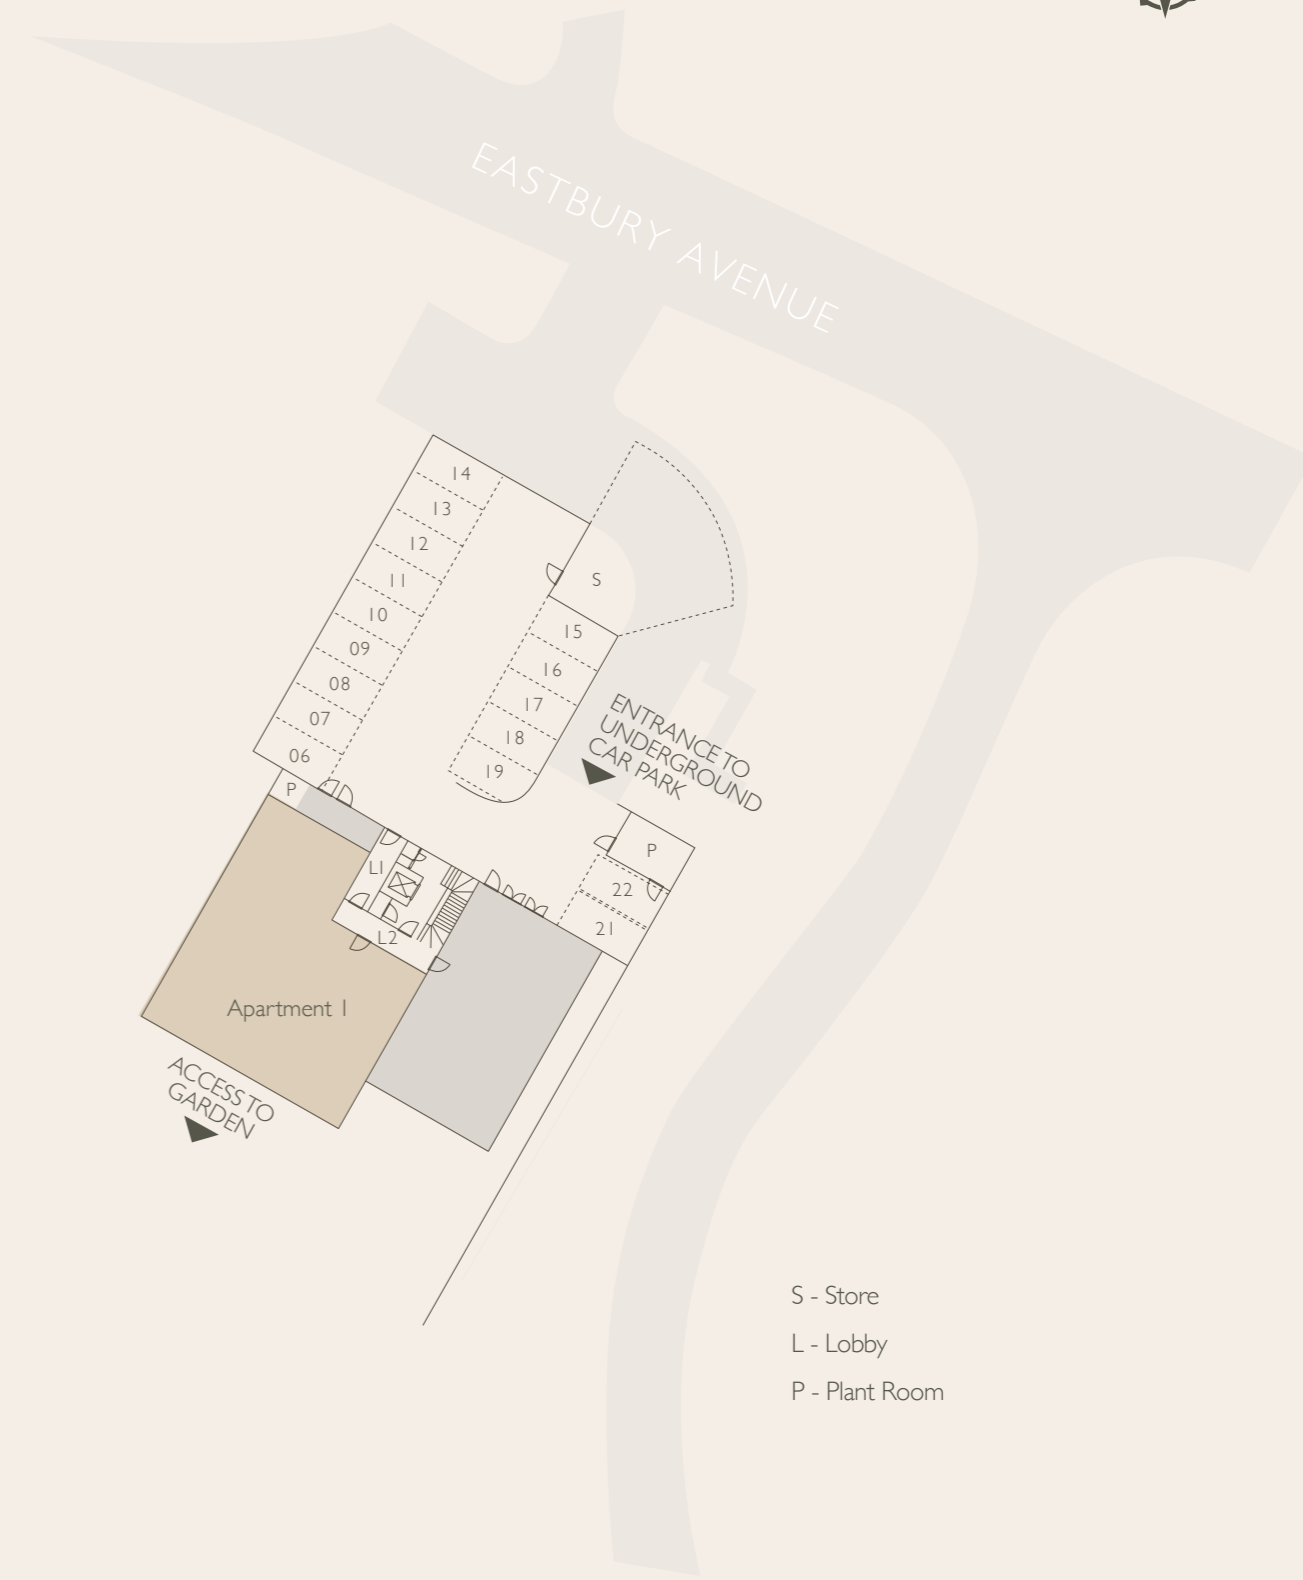 EASTBURY AVENUE
14
13
12
11
10
09
08
07
06
S
15
16
17
18
19
ENTRANCE TO
UNDERGROUND
CAR PARK
P
P
22
21
L1
L2
Apartment 1
ACCESS TO
GARDEN
S - Store
L - Lobby
P - Plant Room